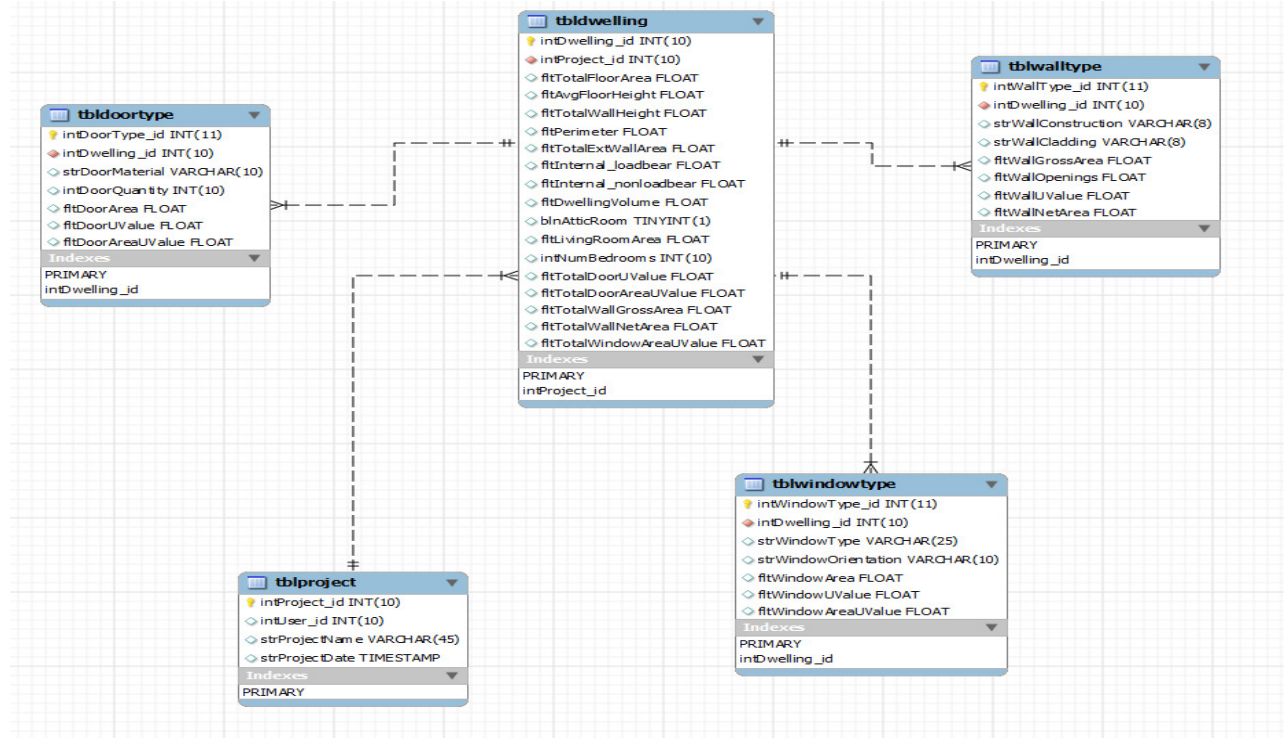 tbldwelling
intDwelling_id INT(10)
intProject_id INT(10)
fltTotalFloorArea FLOAT
fltAvgFloorHeight FLOAT
fltTotalWallHeight FLOAT
fltPerimeter FLOAT
fltTotalExtWallArea FLOAT
fltInternal_loadbear FLOAT
fltInternal_nonloadbear FLOAT
fltDwellingVolume FLOAT
blnAtticRoom TINYINT(1)
fltLivingRoomArea FLOAT
intNumBedrooms INT(10)
fltTotalDoorUValue FLOAT
fltTotalDoorAreaUValue FLOAT
fltTotalWallGrossArea FLOAT
fltTotalWallNetArea FLOAT
fltTotalWindowAreaUValue FLOAT
Indexes
PRIMARY
intProject_id
tblwalltype
intWallType_id INT(11)
intDwelling_id INT(10)
strWallConstruction VARCHAR(8)
strWallCladding VARCHAR(8)
fltWallGrossArea FLOAT
fltWallOpenings FLOAT
fltWallUValue FLOAT
fltWallNetArea FLOAT
Indexes
PRIMARY
intDwelling_id
tbldoortype
intDoorType_id INT(11)
intDwelling_id INT(10)
strDoorMaterial VARCHAR(10)
intDoorQuantity INT(10)
fltDoorArea FLOAT
fltDoorUValue FLOAT
fltDoorAreaUValue FLOAT
Indexes
PRIMARY
intDwelling_id
tblwindowtype
intWindowType_id INT(11)
intDwelling_id INT(10)
strWindowType VARCHAR(25)
strWindowOrientation VARCHAR(10)
fltWindowArea FLOAT
fltWindowUValue FLOAT
fltWindowAreaUValue FLOAT
Indexes
PRIMARY
intDwelling_id
tblproject
intProject_id INT(10)
intUser_id INT(10)
strProjectName VARCHAR(45)
strProjectDate TIMESTAMP
Indexes
PRIMARY